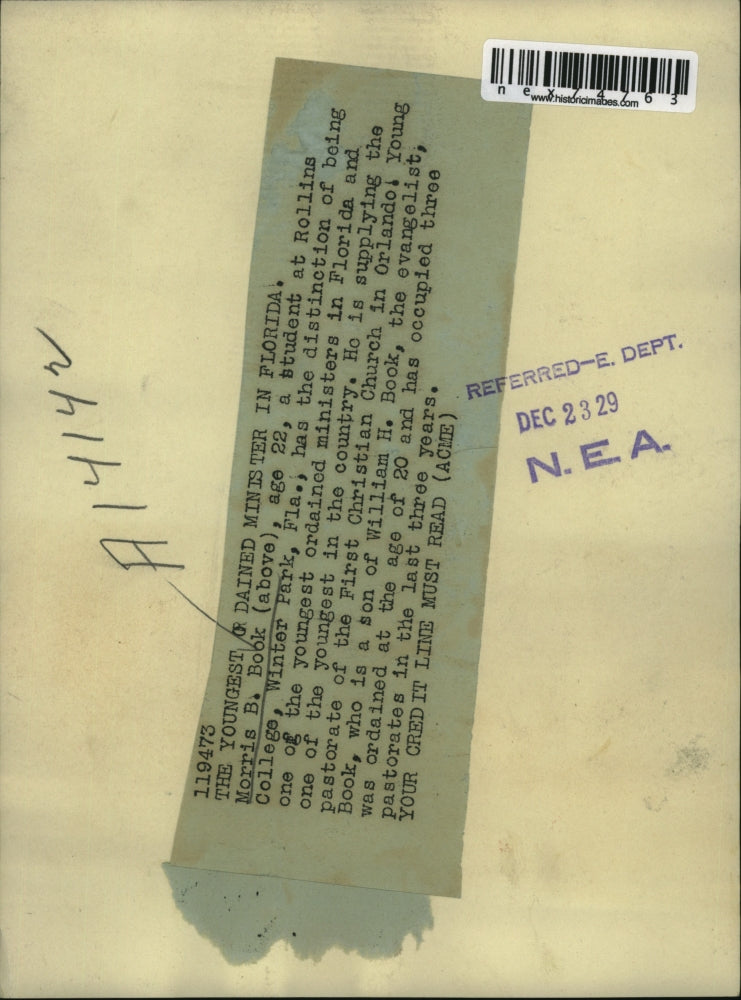 119473
THE YOUNGEST OR DAINED MINISTER IN FLORIDA.
Morris B. Book (above), age 22, a student at Rollins
College, Winter Park, Fla., has the distinction of being
one of the youngest ordained ministers in Florida and
one of the youngest in the country. He is supplying the
pastorate of the First Christian Church in Orlando. Young
Book, who is a son of William H. Book, the evangelist,
was ordained at the age of 20 and has occupied three
pastorates in the last three years.
YOUR CREDIT LINE MUST READ (ACME)
A1414
REFERRED-E. DEPT.
DEC 23 29
N.E.A.
nex74763
www.historicimages.com